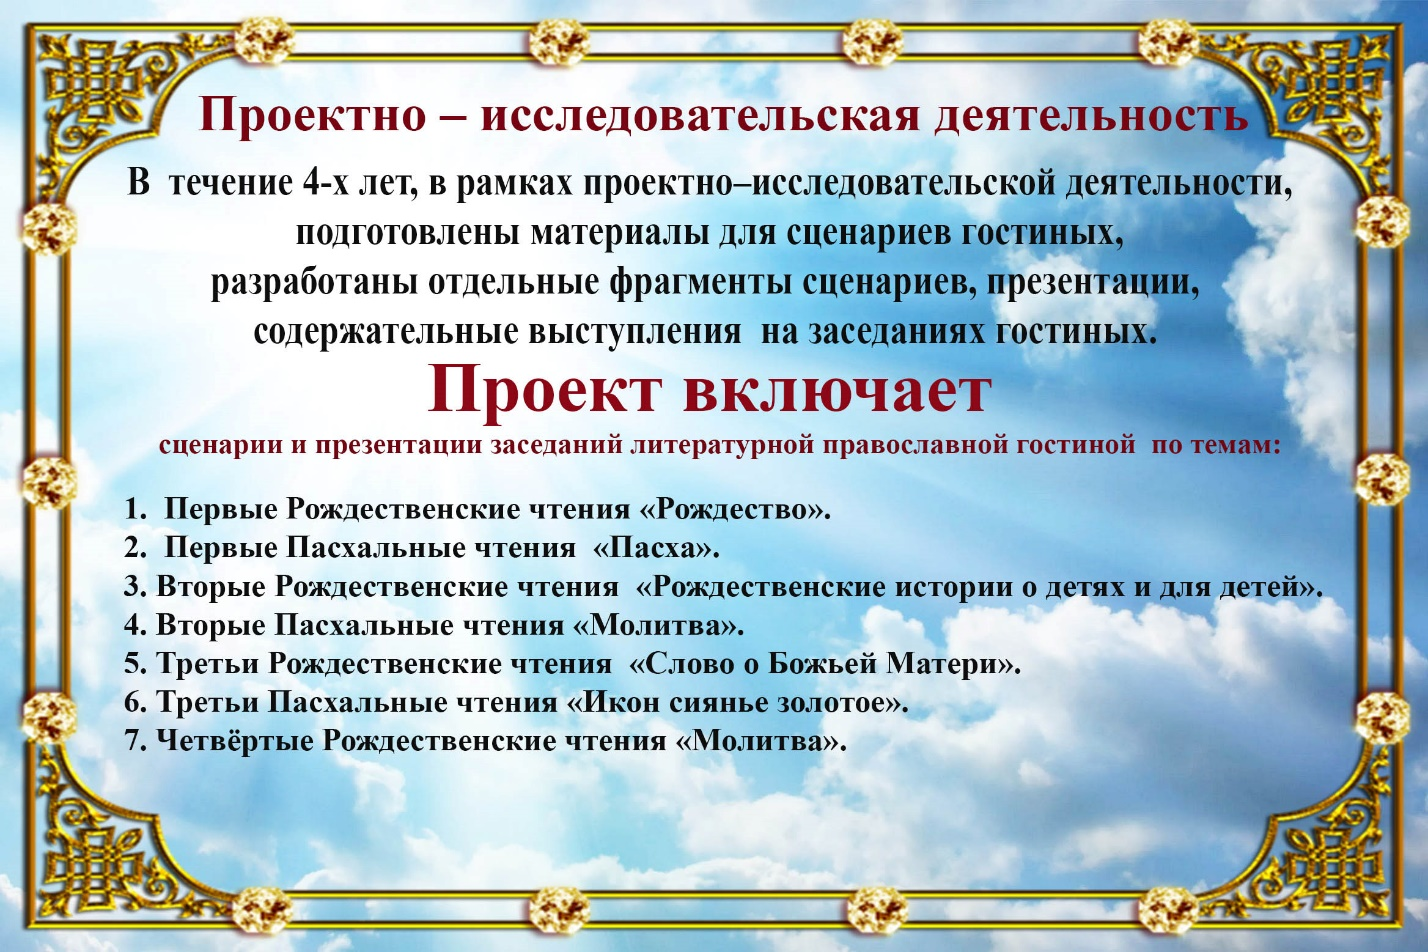 Проектно – исследовательская деятельность
В течение 4-х лет, в рамках проектно–исследовательской деятельности,
подготовлены материалы для сценариев гостиных,
разработаны отдельные фрагменты сценариев, презентации,
содержательные выступления на заседаниях гостиных.
Проект включает
сценарии и презентации заседаний литературной православной гостиной по темам:
1. Первые Рождественские чтения «Рождество».
2. Первые Пасхальные чтения «Пасха».
3. Вторые Рождественские чтения «Рождественские истории о детях и для детей».
4. Вторые Пасхальные чтения «Молитва».
5. Третьи Рождественские чтения «Слово о Божьей Матери».
6. Третьи Пасхальные чтения «Икон сиянье золотое».
7. Четвёртые Рождественские чтения «Молитва».